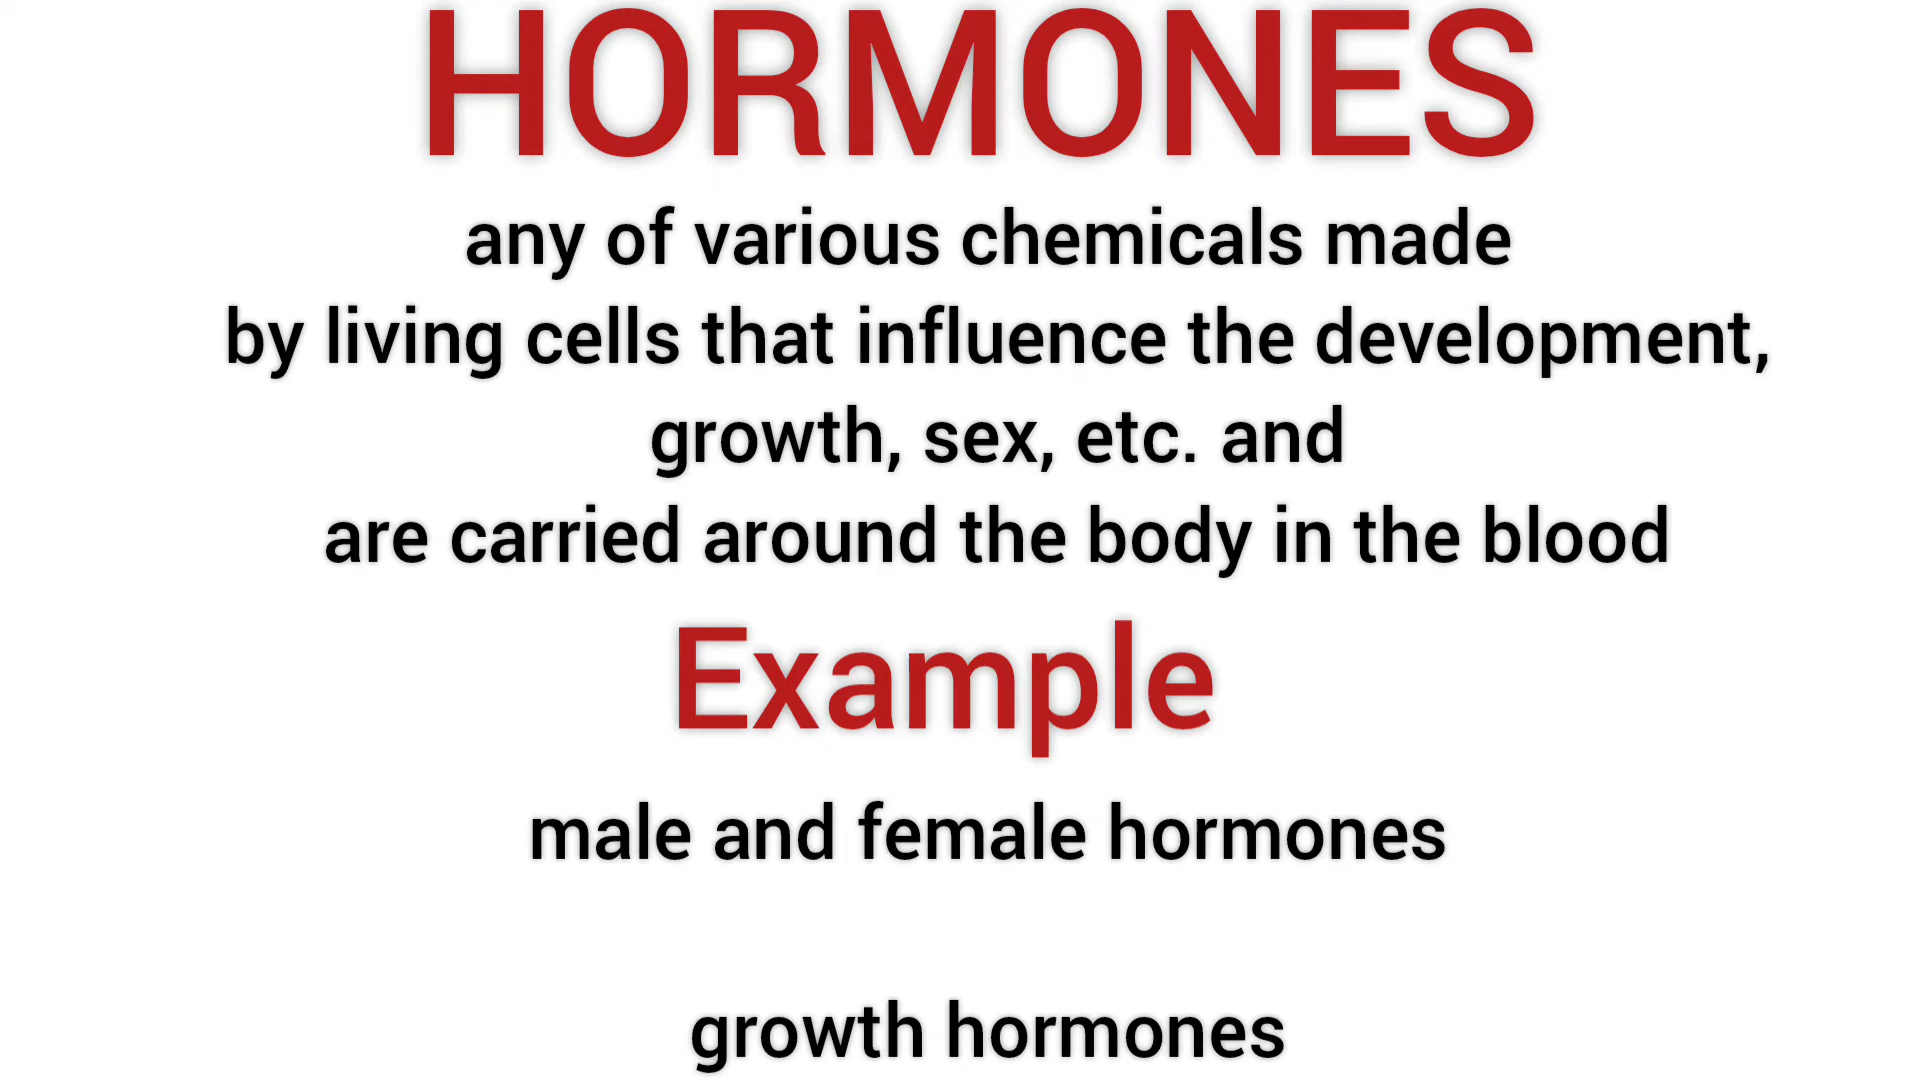 HORMONES
any of various chemicals made
by living cells that influence the development,
growth, sex, etc. and
are carried around the body in the blood
Example
male and female hormones
growth hormones